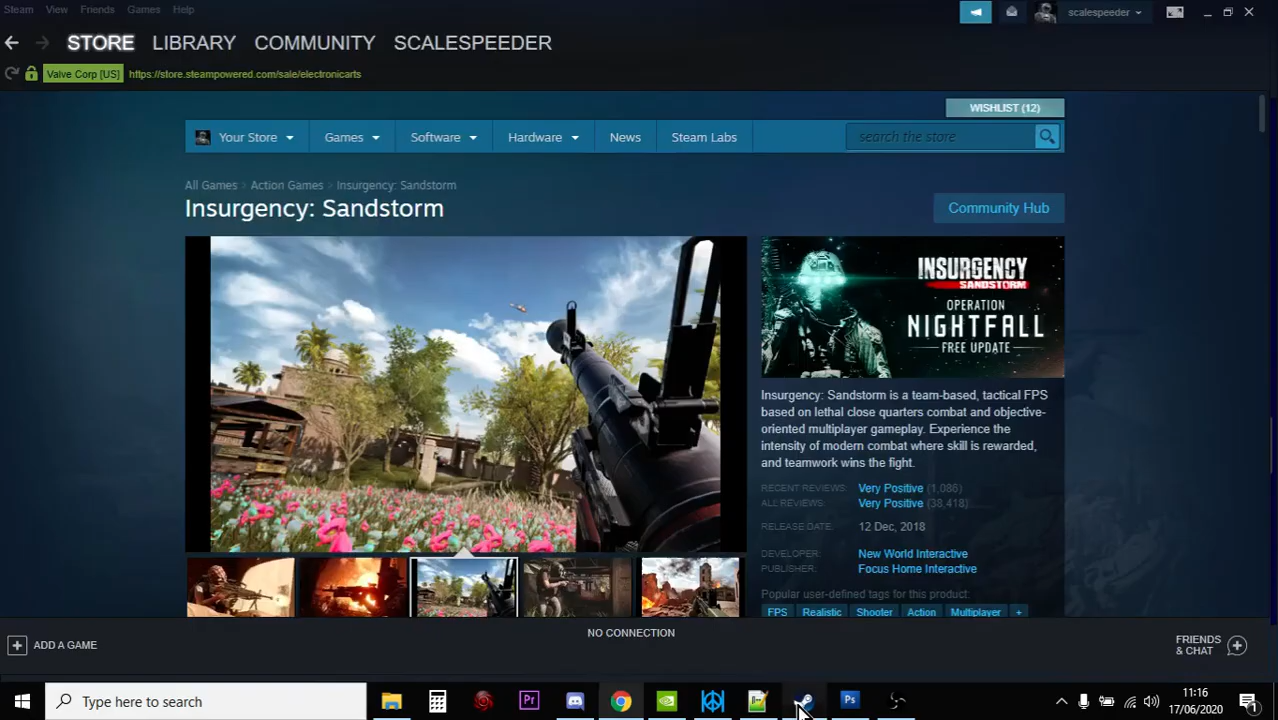 Steam View Friends Games Help
scalespeeder
STORE LIBRARY COMMUNITY SCALESPEEDER
Valve Corp [US] https://store.steampowered.com/sale/electronicarts
WISHLIST (12)
Your Store Games Software Hardware News Steam Labs search the store
All Games > Action Games > Insurgency: Sandstorm
Insurgency: Sandstorm
Community Hub
INSURGENCY
SANDSTORM
OPERATION
NIGHTFALL
FREE UPDATE
Insurgency: Sandstorm is a team-based, tactical FPS
based on lethal close quarters combat and objective-
oriented multiplayer gameplay. Experience the
intensity of modern combat where skill is rewarded,
and teamwork wins the fight.
RECENT REVIEWS: Very Positive (1,086)
ALL REVIEWS: Very Positive (38,418)
RELEASE DATE: 12 Dec, 2018
DEVELOPER: New World Interactive
PUBLISHER: Focus Home Interactive
Popular user-defined tags for this product:
FPS Realistic Shooter Action Multiplayer +
NO CONNECTION
+ ADD A GAME
FRIENDS
& CHAT
Type here to search
Pr
Ps
11:16
17/06/2020
1